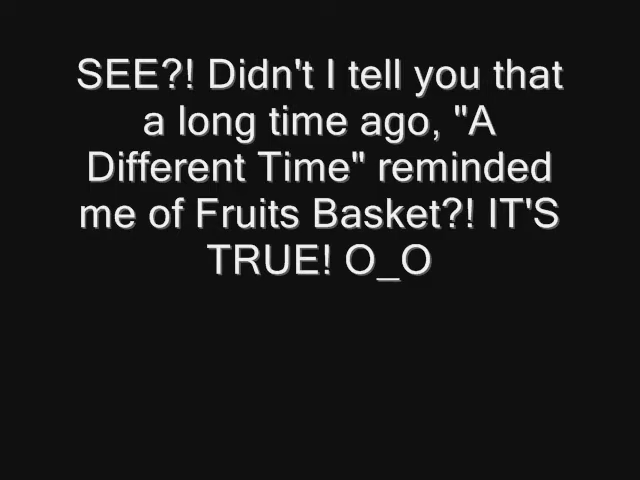 SEE?! Didn't I tell you that
a long time ago, "A
Different Time" reminded
me of Fruits Basket?! IT'S
TRUE! O_O